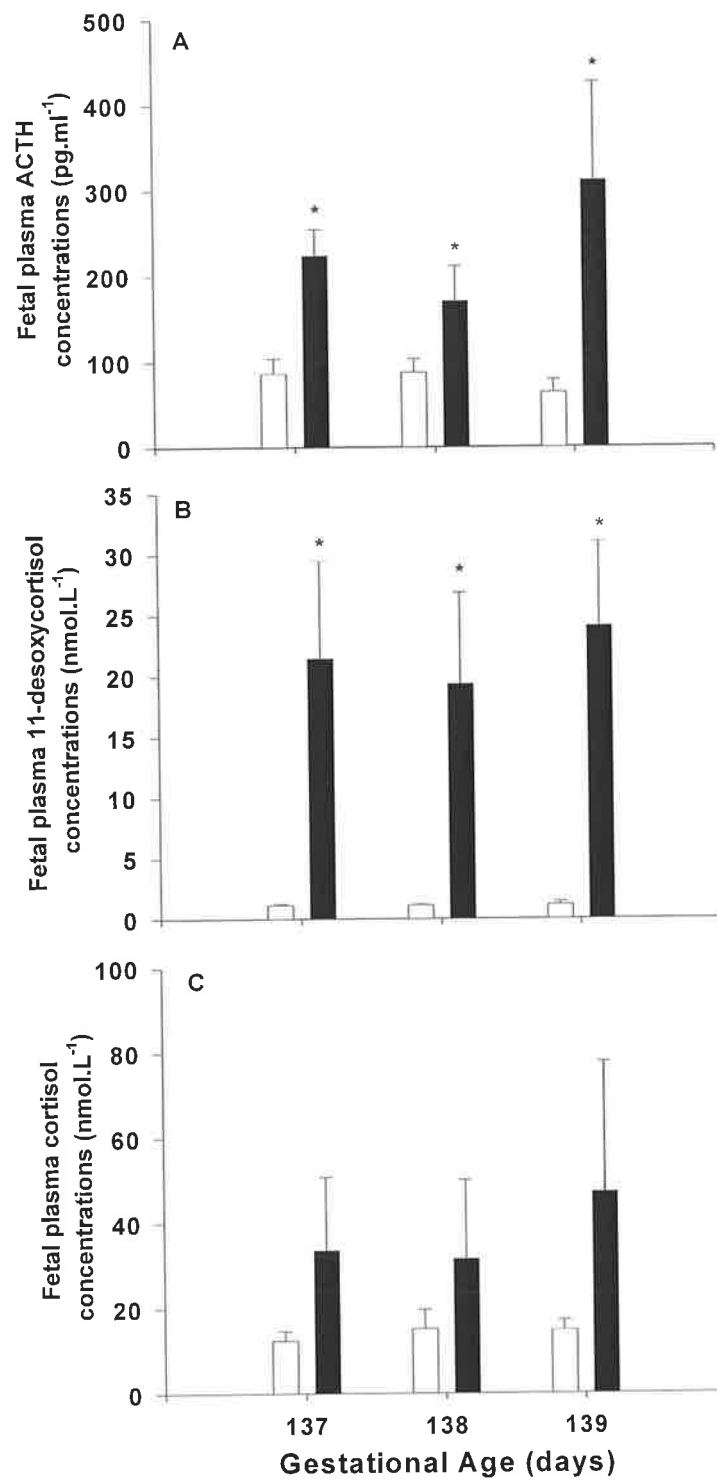 A
500
400
300
200
100
0
Fetal plasma ACTH
concentrations (pg.ml⁻¹)
*
*
*
B
35
30
25
20
15
10
5
0
Fetal plasma 11-desoxycortisol
concentrations (nmol.L⁻¹)
*
*
*
C
100
80
60
40
20
0
Fetal plasma cortisol
concentrations (nmol.L⁻¹)
137 138 139
Gestational Age (days)